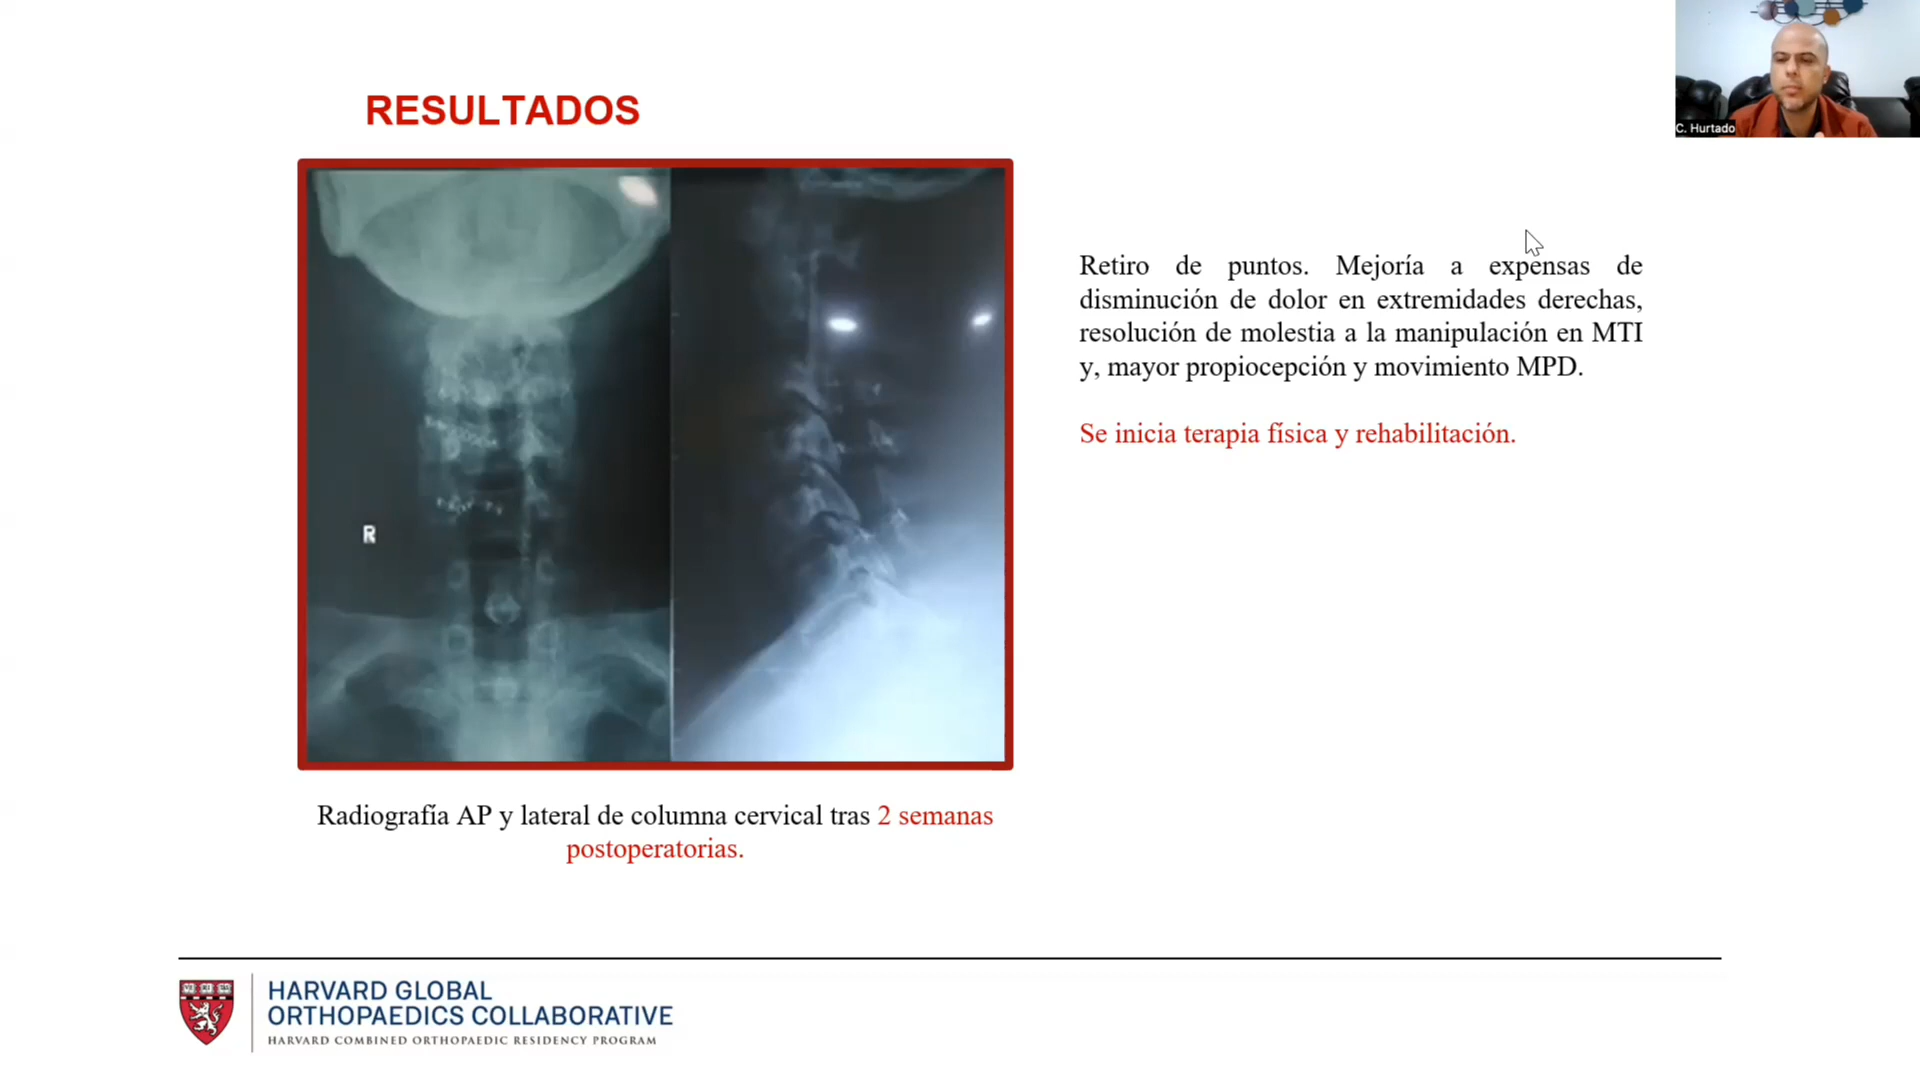 C. Hurtado
RESULTADOS
R
Retiro de puntos. Mejoría a expensas de
disminución de dolor en extremidades derechas,
resolución de molestia a la manipulación en MTI
y, mayor propiocepción y movimiento MPD.
Se inicia terapia física y rehabilitación.
Radiografía AP y lateral de columna cervical tras 2 semanas
postoperatorias.
HARVARD GLOBAL
ORTHOPAEDICS COLLABORATIVE
HARVARD COMBINED ORTHOPAEDIC RESIDENCY PROGRAM